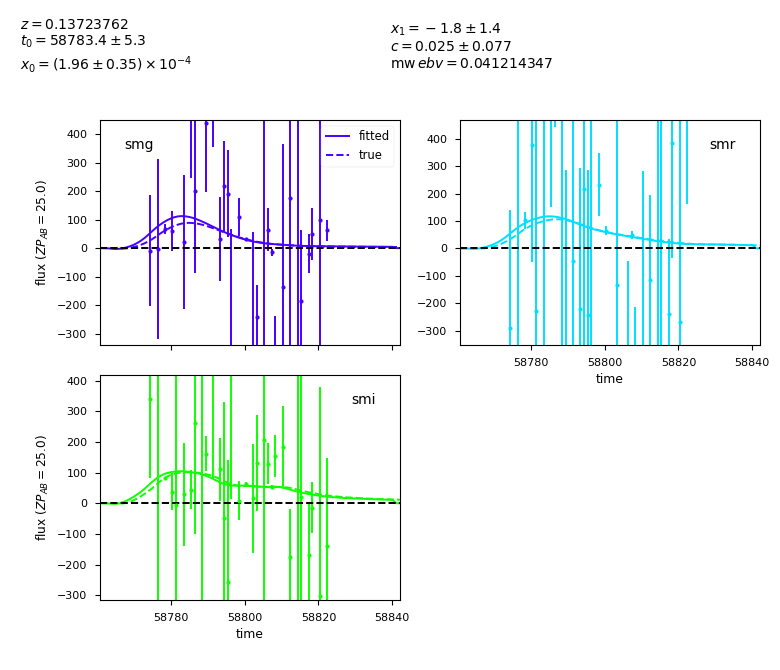 z = 0.13723762
t₀ = 58783.4 ± 5.3
x₀ = (1.96 ± 0.35) × 10⁻⁴
x₁ = −1.8 ± 1.4
c = 0.025 ± 0.077
mw ebv = 0.041214347
smg
fitted
true
400
300
200
100
0
−100
−200
−300
flux (ZP_AB = 25.0)
smr
400
300
200
100
0
−100
−200
−300
58780
58800
58820
58840
time
smi
400
300
200
100
0
−100
−200
−300
flux (ZP_AB = 25.0)
58780
58800
58820
58840
time